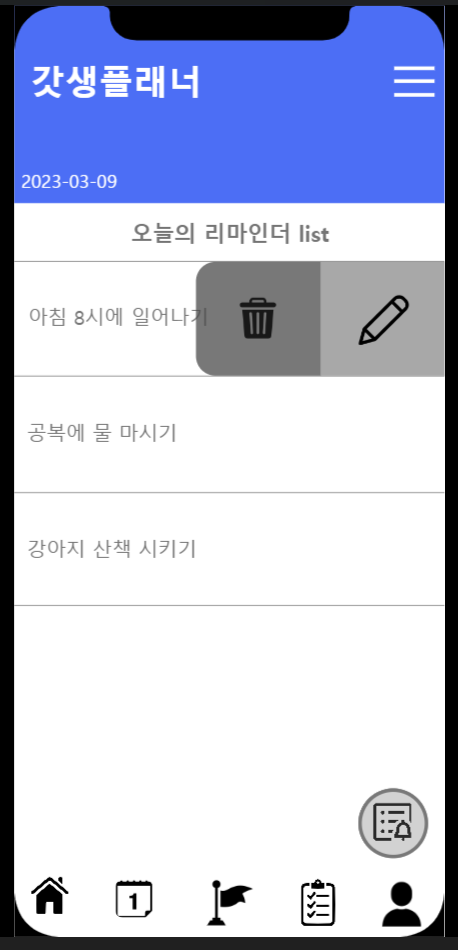 갓생플래너
2023-03-09
오늘의 리마인더 list
아침 8시에 일어나기
공복에 물 마시기
강아지 산책 시키기
1